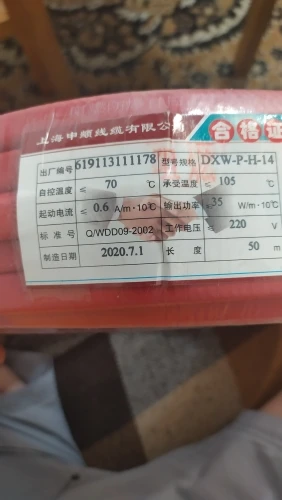 上海申频线缆有限公司 合格证
出厂编号 619113111178 型号规格 DXW-P-H-14
自控温度 ≤ 70 ℃ 承受温度 ≤ 105 ℃
起动电流 ≤ 0.6 A/m·10℃ 输出功率 35 W/m·10℃
标准号 Q/WDD09-2002 工作电压 ≤ 220 V
制造日期 2020.7.1 长度 50 m